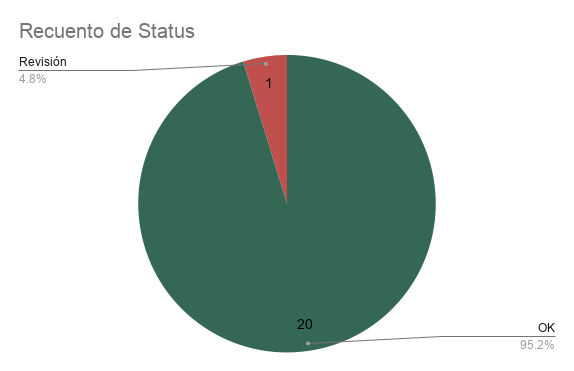 Recuento de Status
Revisión
4.8%
1
20
OK
95.2%